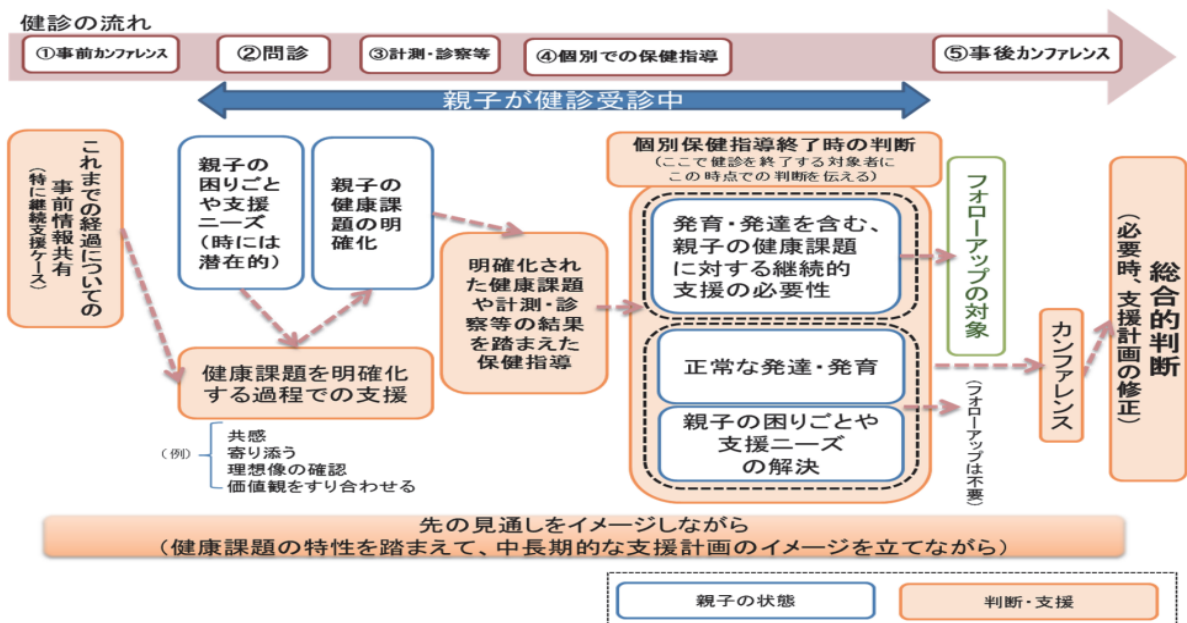 健診の流れ
①事前カンファレンス
②問診
③計測・診察等
④個別での保健指導
⑤事後カンファレンス
親子が健診受診中
これまでの経過についての
事前情報共有
(特に継続支援ケース)
親子の
困りごと
や支援
ニーズ
(時には
潜在的)
親子の
健康課
題の明
確化
健康課題を明確化
する過程での支援
(例)
共感
寄り添う
理想像の確認
価値観をすり合わせる
明確化され
た健康課題
や計測・診
察等の結果
を踏まえた
保健指導
個別保健指導終了時の判断
(ここで健診を終了する対象者に
この時点での判断を伝える)
発育・発達を含む、
親子の健康課題
に対する継続的
支援の必要性
正常な発達・発育
親子の困りごとや
支援ニーズ
の解決
フォローアップの対象
(フォローアップは不要)
カンファレンス
総合的判断
(必要時、支援計画の修正)
先の見通しをイメージしながら
(健康課題の特性を踏まえて、中長期的な支援計画のイメージを立てながら)
親子の状態
判断・支援